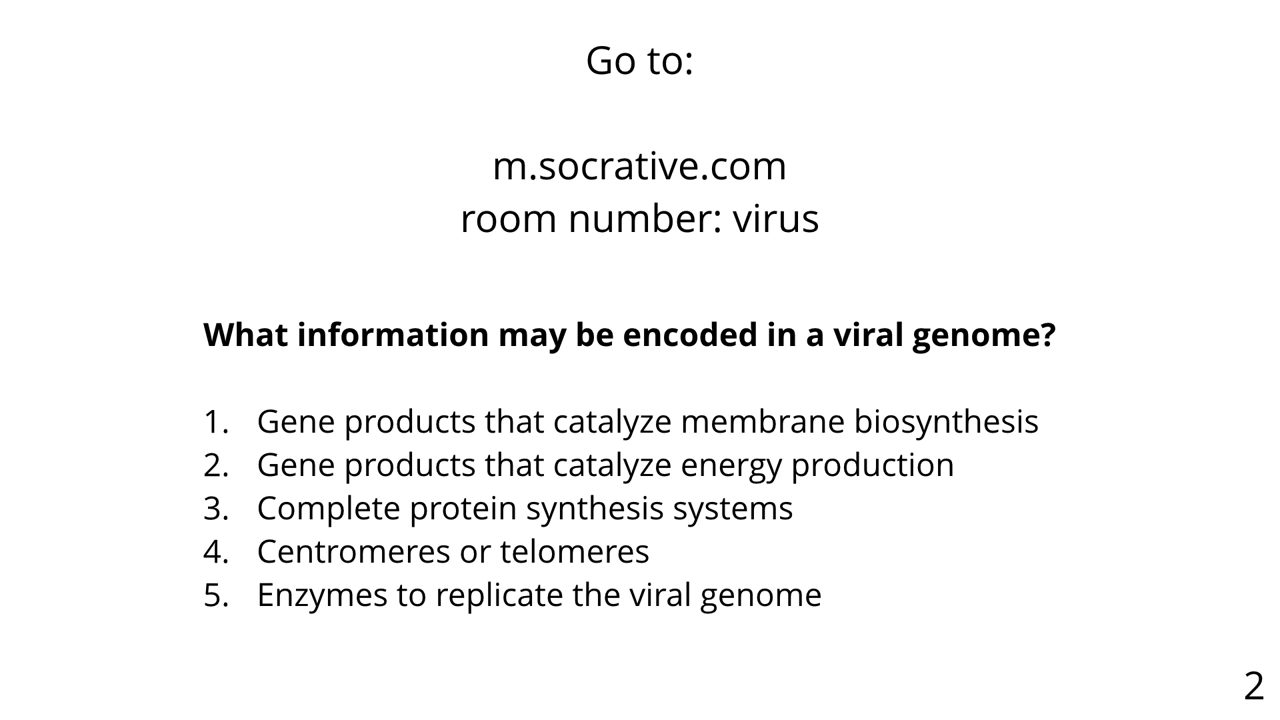 Go to:
m.socrative.com
room number: virus
What information may be encoded in a viral genome?
1. Gene products that catalyze membrane biosynthesis
2. Gene products that catalyze energy production
3. Complete protein synthesis systems
4. Centromeres or telomeres
5. Enzymes to replicate the viral genome
2